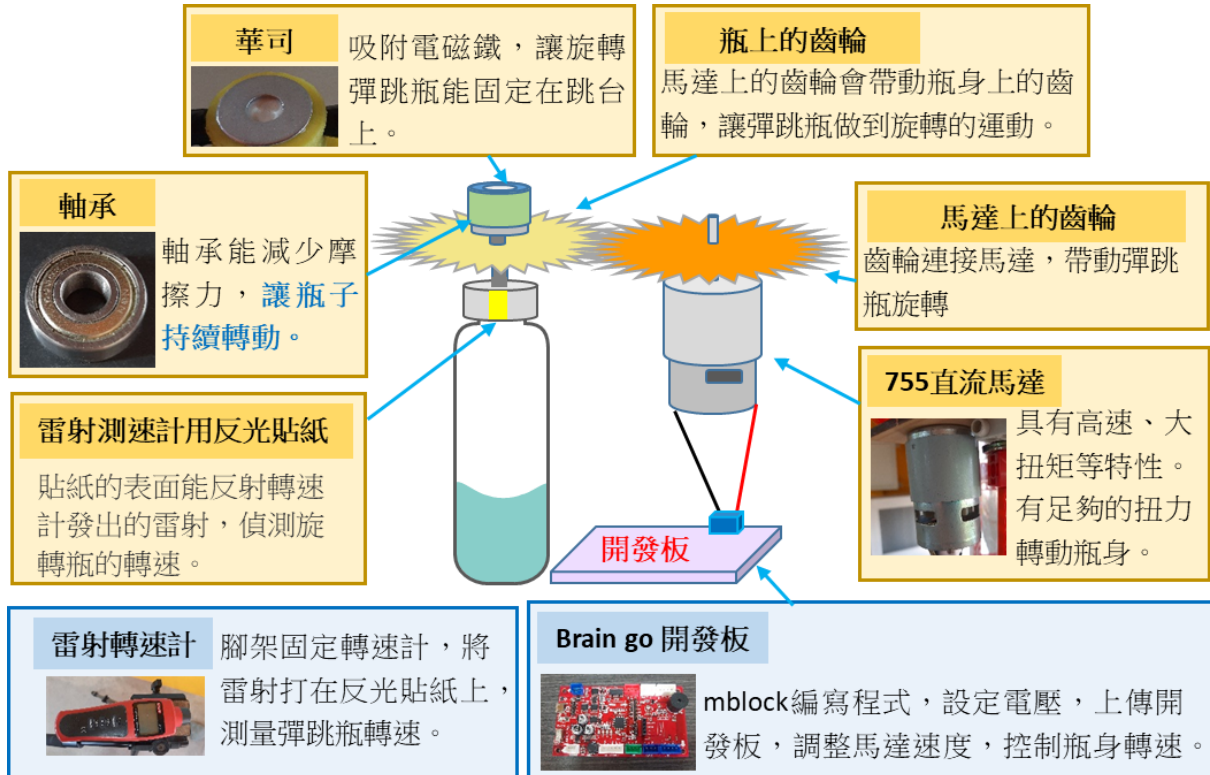 華司
吸附電磁鐵，讓旋轉
彈跳瓶能固定在跳台
上。
瓶上的齒輪
馬達上的齒輪會帶動瓶身上的齒
輪，讓彈跳瓶做到旋轉的運動。
軸承
軸承能減少摩
擦力，讓瓶子
持續轉動。
馬達上的齒輪
齒輪連接馬達，帶動彈跳
瓶旋轉
雷射測速計用反光貼紙
貼紙的表面能反射轉速
計發出的雷射，偵測旋
轉瓶的轉速。
755直流馬達
具有高速、大
扭矩等特性。
有足夠的扭力
轉動瓶身。
開發板
雷射轉速計
腳架固定轉速計，將
雷射打在反光貼紙上，
測量彈跳瓶轉速。
Brain go 開發板
mblock編寫程式，設定電壓，上傳開
發板，調整馬達速度，控制瓶身轉速。